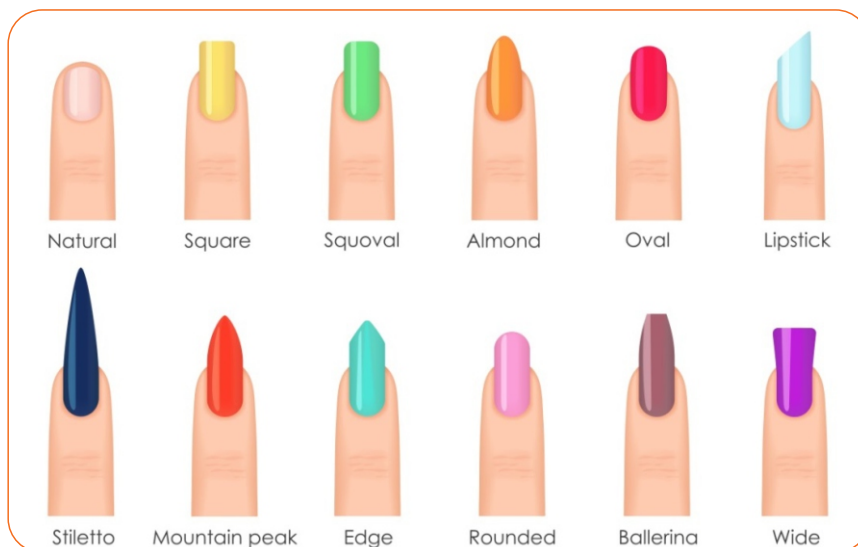 Natural Square Squoval Almond Oval Lipstick
Stiletto Mountain peak Edge Rounded Ballerina Wide